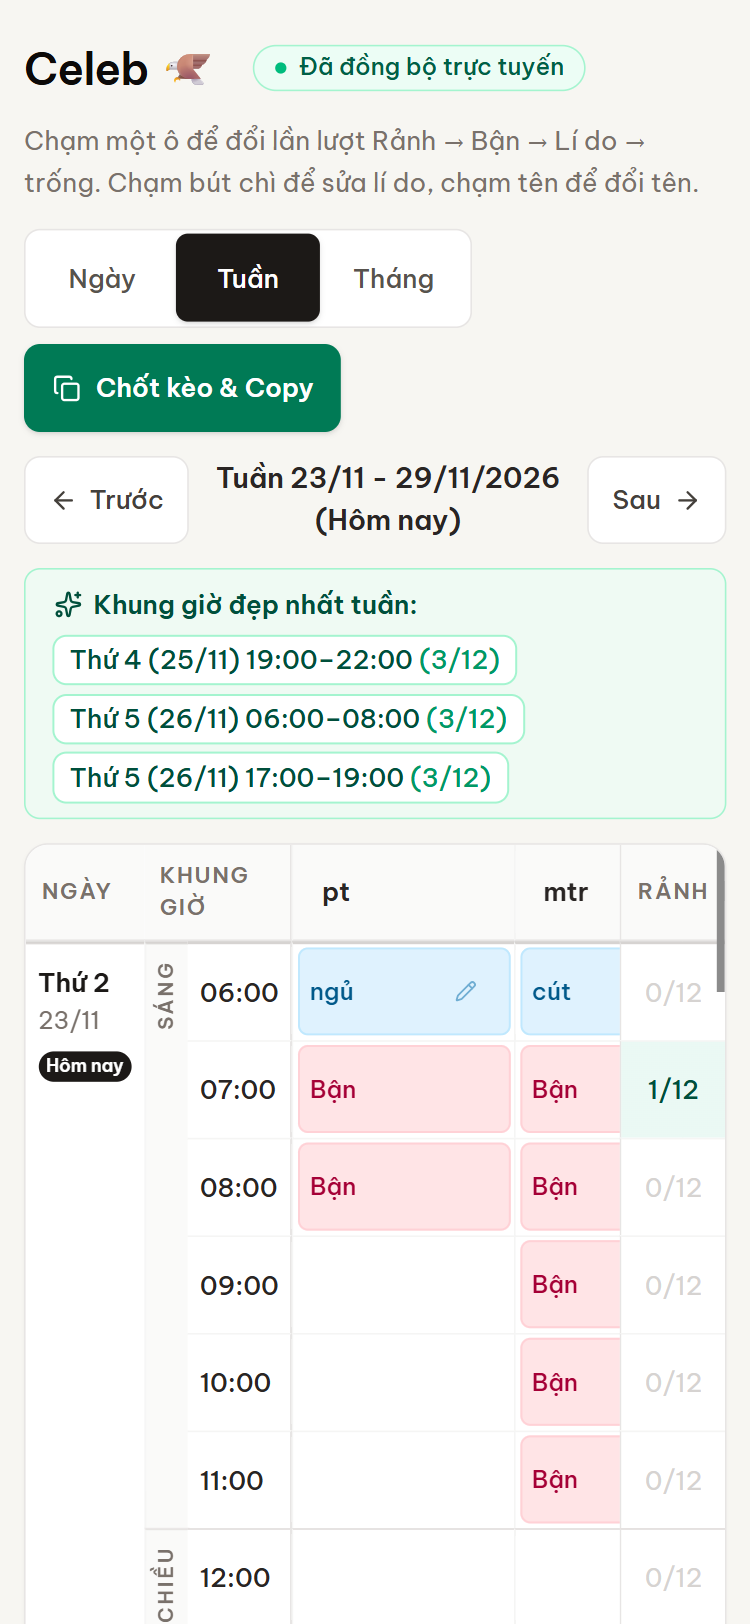 Celeb
Đã đồng bộ trực tuyến
Chạm một ô để đổi lần lượt Rảnh → Bận → Lí do →
trống. Chạm bút chì để sửa lí do, chạm tên để đổi tên.
Ngày Tuần Tháng
Chốt kèo & Copy
← Trước
Tuần 23/11 - 29/11/2026
(Hôm nay)
Sau →
Khung giờ đẹp nhất tuần:
Thứ 4 (25/11) 19:00–22:00 (3/12)
Thứ 5 (26/11) 06:00–08:00 (3/12)
Thứ 5 (26/11) 17:00–19:00 (3/12)
NGÀY
KHUNG
GIỜ
pt
mtr
RẢNH
Thứ 2
23/11
Hôm nay
SÁNG
06:00 ngủ cút 0/12
07:00 Bận Bận 1/12
08:00 Bận Bận 0/12
09:00 Bận 0/12
10:00 Bận 0/12
11:00 Bận 0/12
CHIỀU
12:00 0/12